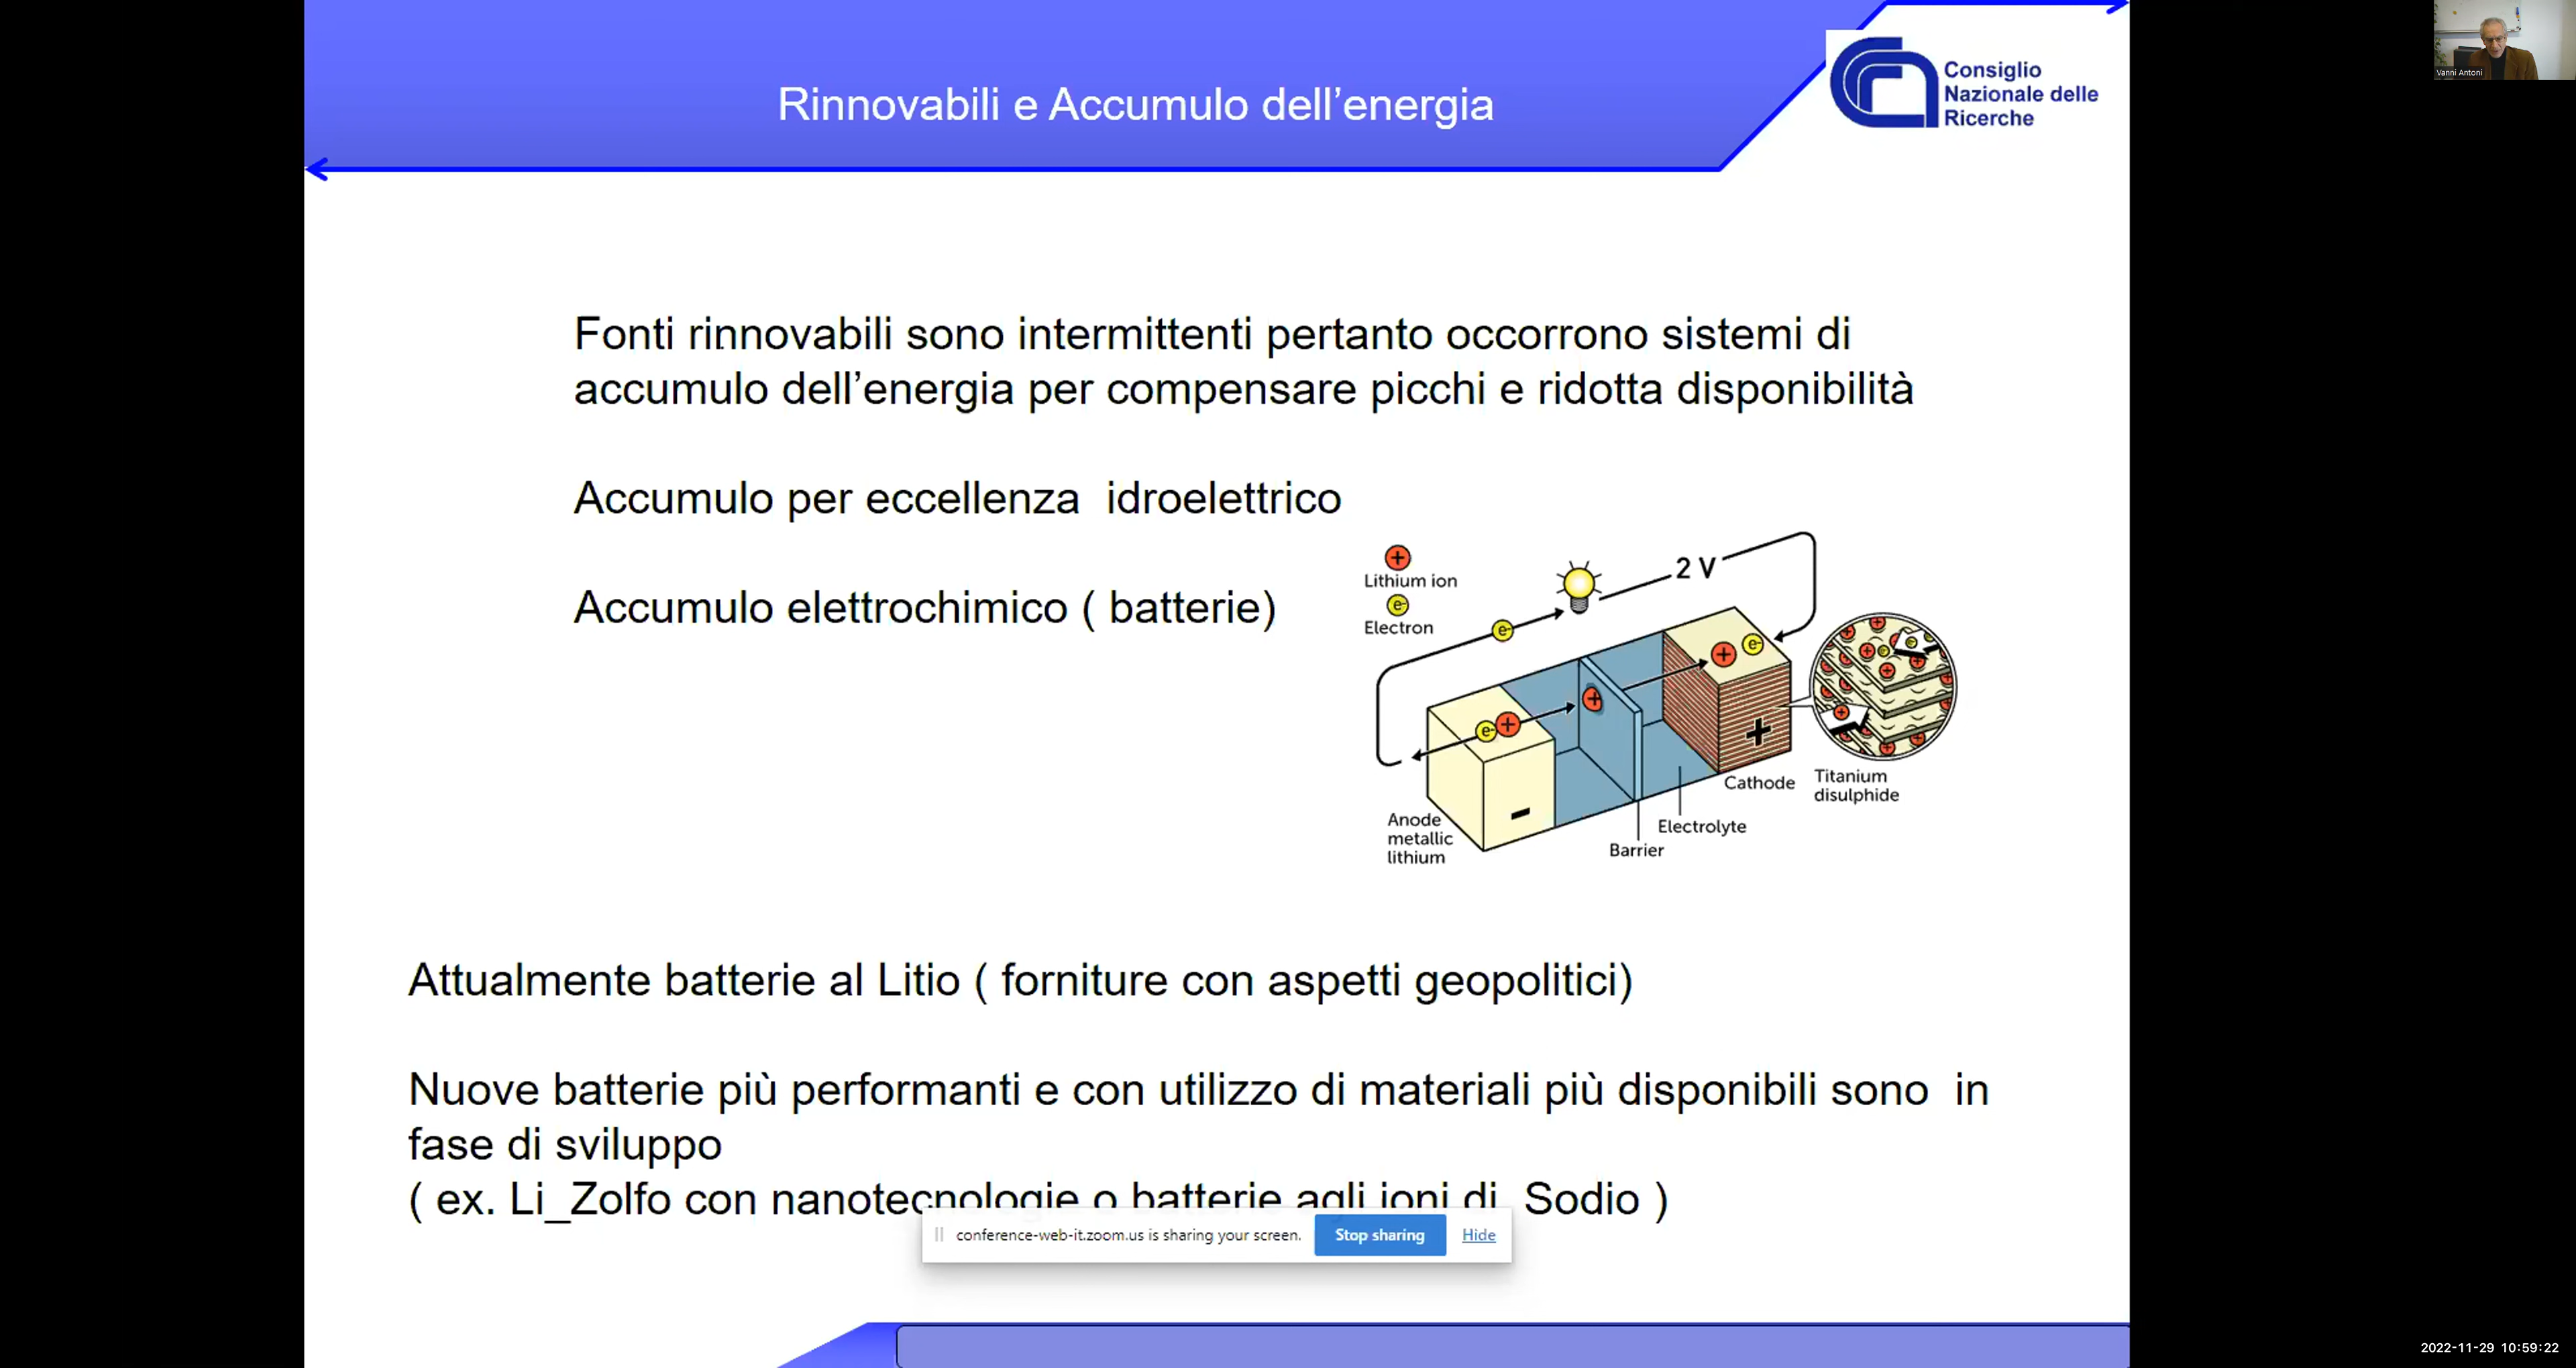 Rinnovabili e Accumulo dell’energia
Consiglio
Nazionale delle
Ricerche
Vanni Antoni
Fonti rinnovabili sono intermittenti pertanto occorrono sistemi di
accumulo dell’energia per compensare picchi e ridotta disponibilità
Accumulo per eccellenza  idroelettrico
Accumulo elettrochimico ( batterie)
+
Lithium ion
e-
Electron
2 V
e-
+ e-
+
e- +
+
-
Cathode
Titanium
disulphide
Anode
metallic
lithium
Electrolyte
Barrier
Attualmente batterie al Litio ( forniture con aspetti geopolitici)
Nuove batterie più performanti e con utilizzo di materiali più disponibili sono  in
fase di sviluppo
( ex. Li_Zolfo con nanotecnologie o batterie agli ioni di  Sodio )
conference-web-it.zoom.us is sharing your screen. Stop sharing Hide
2022-11-29 10:59:22